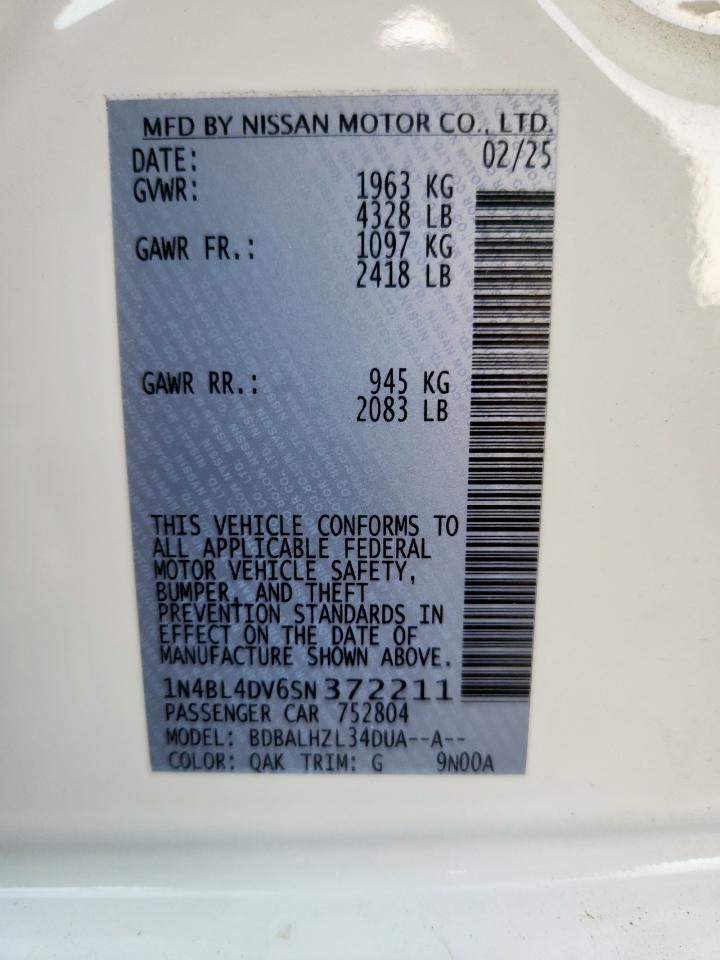 MFD BY NISSAN MOTOR CO., LTD.
DATE: 02/25
GVWR: 1963 KG
4328 LB
GAWR FR.: 1097 KG
2418 LB
GAWR RR.: 945 KG
2083 LB
THIS VEHICLE CONFORMS TO
ALL APPLICABLE FEDERAL
MOTOR VEHICLE SAFETY,
BUMPER, AND THEFT
PREVENTION STANDARDS IN
EFFECT ON THE DATE OF
MANUFACTURE SHOWN ABOVE.
1N4BL4DV6SN372211
PASSENGER CAR 752804
MODEL: BDBALHZL34DUA--A--
COLOR: QAK TRIM: G 9N00A